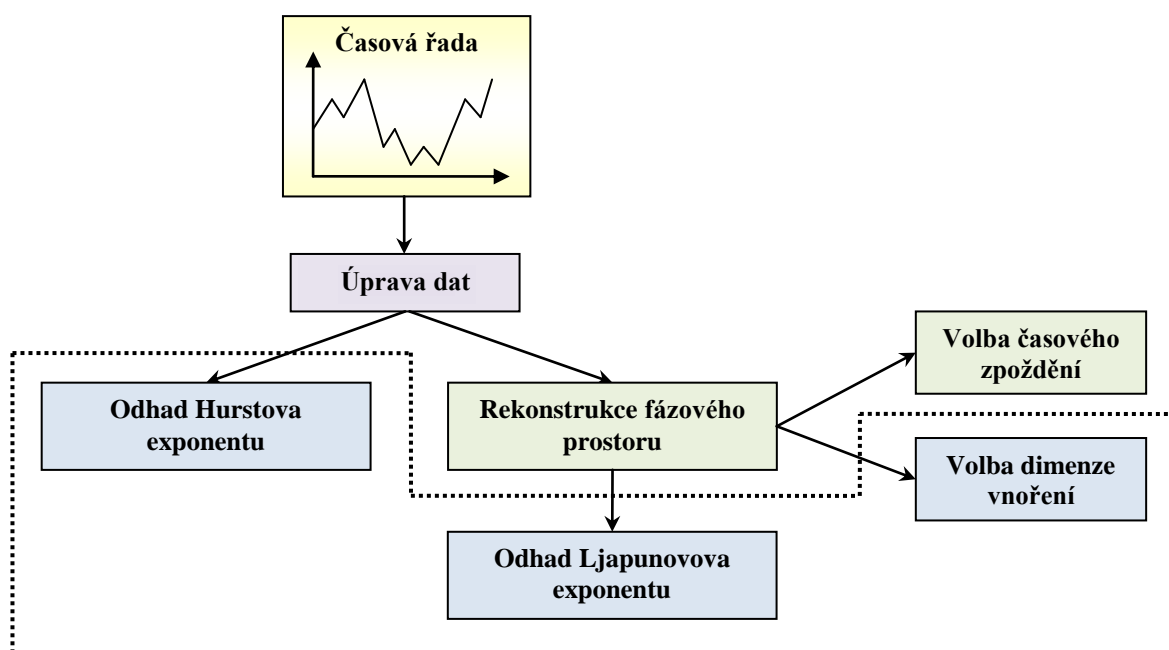 Časová řada
Úprava dat
Volba časového
zpoždění
Odhad Hurstova
exponentu
Rekonstrukce fázového
prostoru
Volba dimenze
vnoření
Odhad Ljapunovova
exponentu